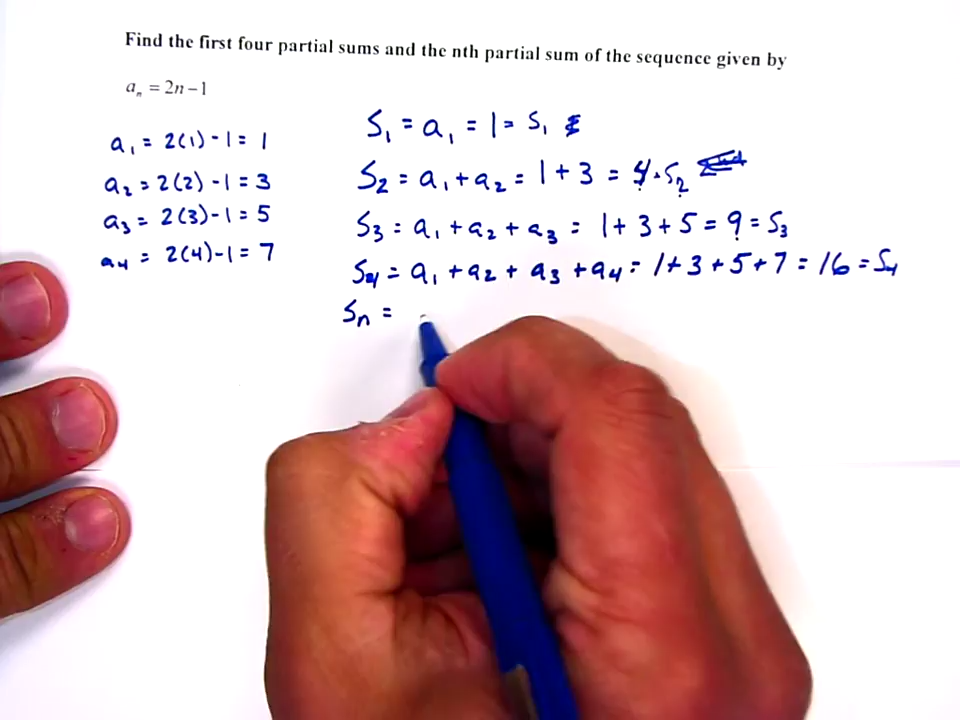 Find the first four partial sums and the nth partial sum of the sequence given by
aₙ = 2n − 1
a₁ = 2(1) - 1 = 1
a₂ = 2(2) - 1 = 3
a₃ = 2(3) - 1 = 5
a₄ = 2(4) - 1 = 7
S₁ = a₁ = 1 = S₁
S₂ = a₁ + a₂ = 1 + 3 = 4 = S₂
S₃ = a₁ + a₂ + a₃ = 1 + 3 + 5 = 9 = S₃
S₄ = a₁ + a₂ + a₃ + a₄ = 1 + 3 + 5 + 7 = 16 = S₄
Sₙ =